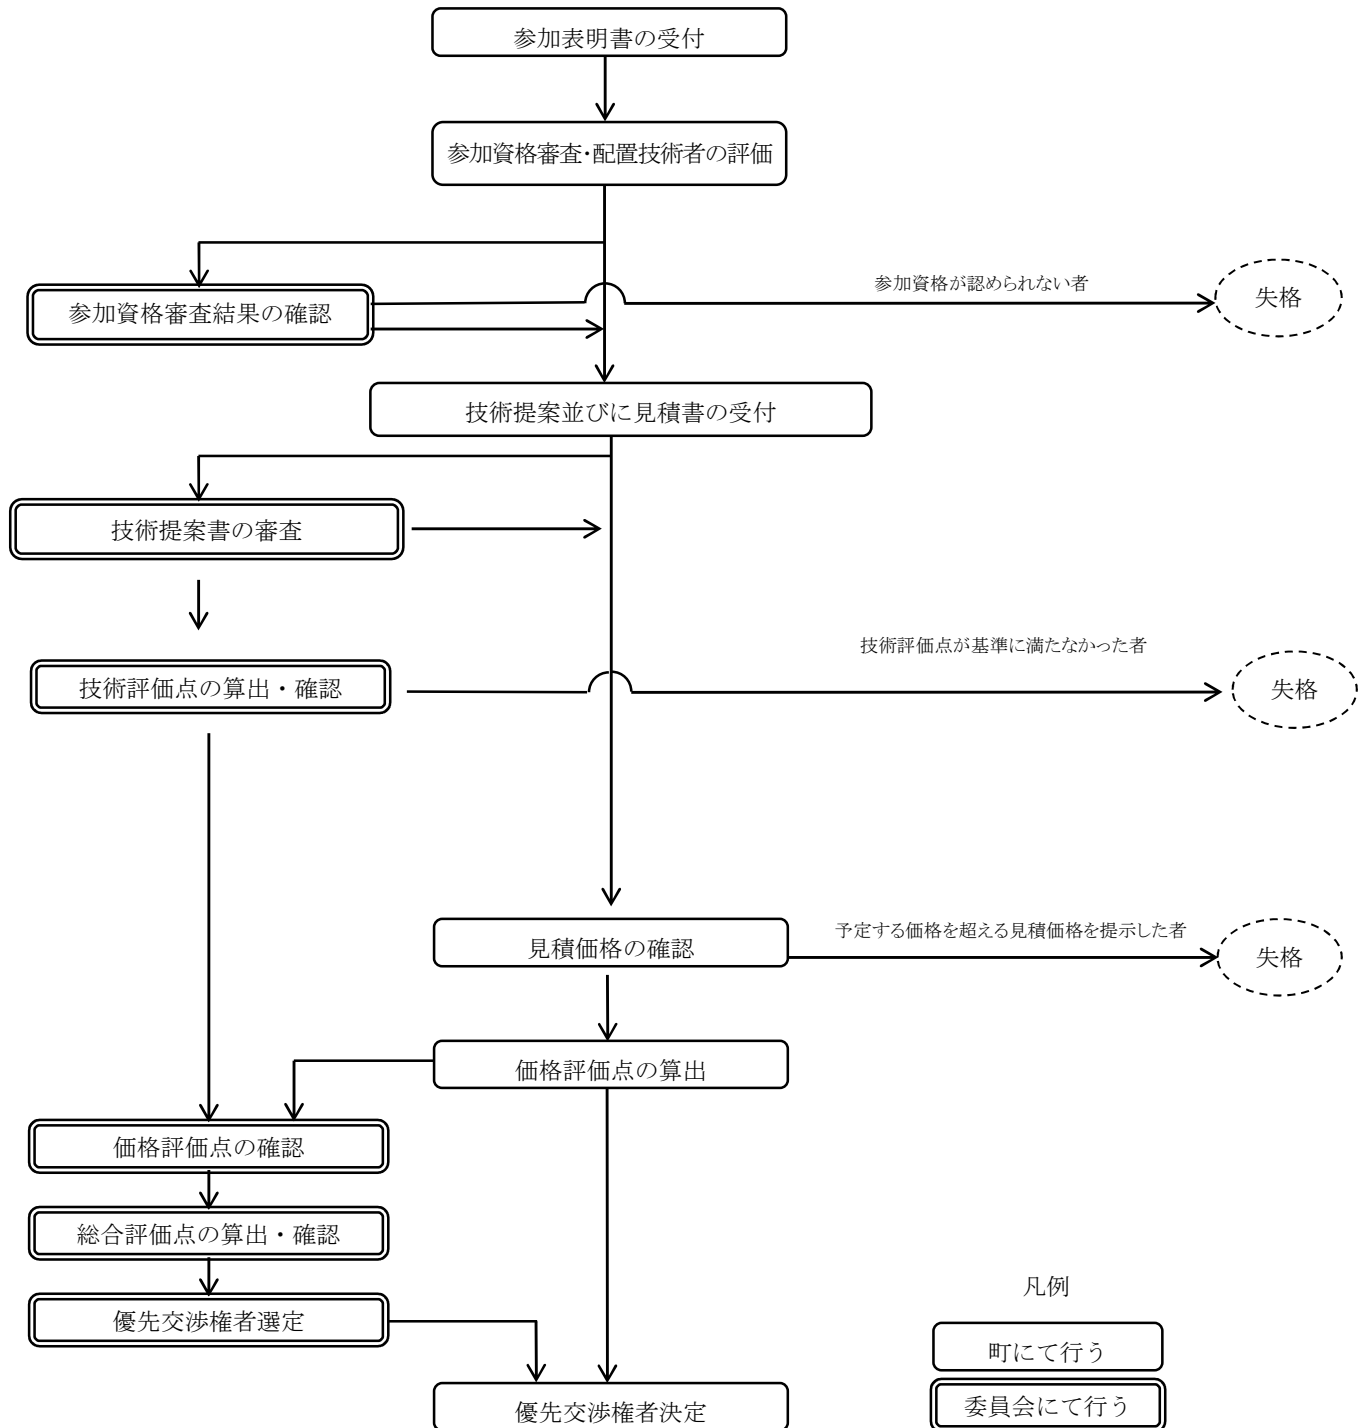 参加表明書の受付
参加資格審査・配置技術者の評価
参加資格が認められない者
失格
参加資格審査結果の確認
技術提案並びに見積書の受付
技術提案書の審査
技術評価点が基準に満たなかった者
技術評価点の算出・確認
失格
予定する価格を超える見積価格を提示した者
見積価格の確認
失格
価格評価点の算出
価格評価点の確認
総合評価点の算出・確認
優先交渉権者選定
凡例
町にて行う
委員会にて行う
優先交渉権者決定